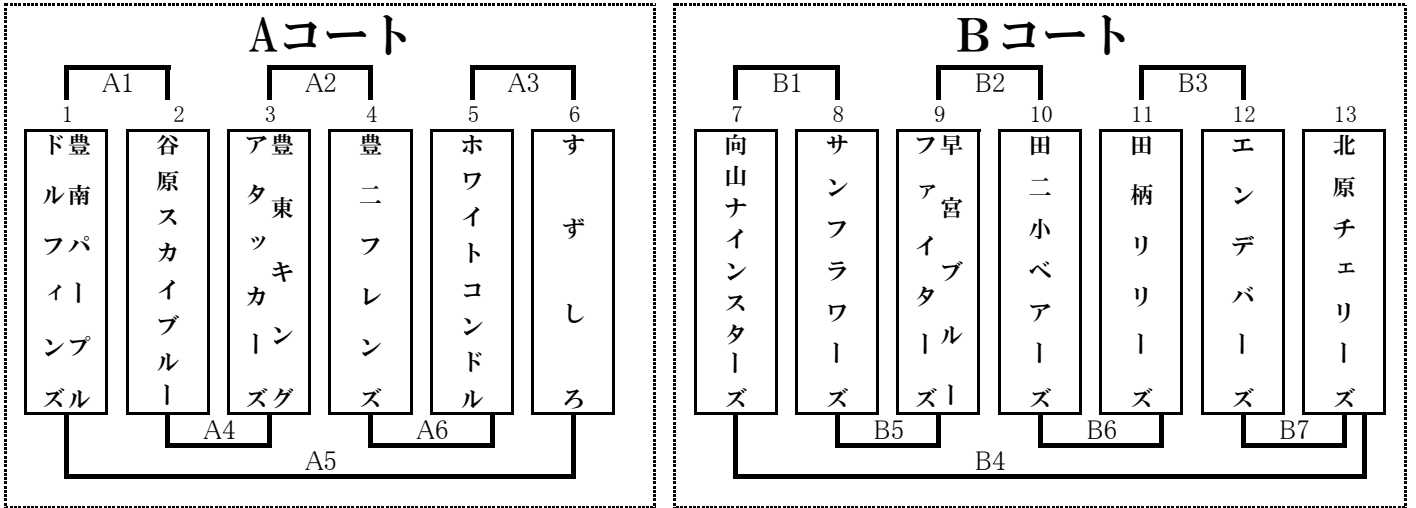 Aコート
A1
A2
A3
1
2
3
4
5
6
豊南パープル
ドルフィンズ
谷原スカイブルー
豊東キング
アタッカーズ
豊二フレンズ
ホワイトコンドル
すずしろ
A4
A6
A5
Bコート
B1
B2
B3
7
8
9
10
11
12
13
向山ナインスターズ
サンフラワーズ
早宮ブルー
ファイターズ
田二小ベアーズ
田柄リリーズ
エンデバーズ
北原チェリーズ
B5
B6
B7
B4